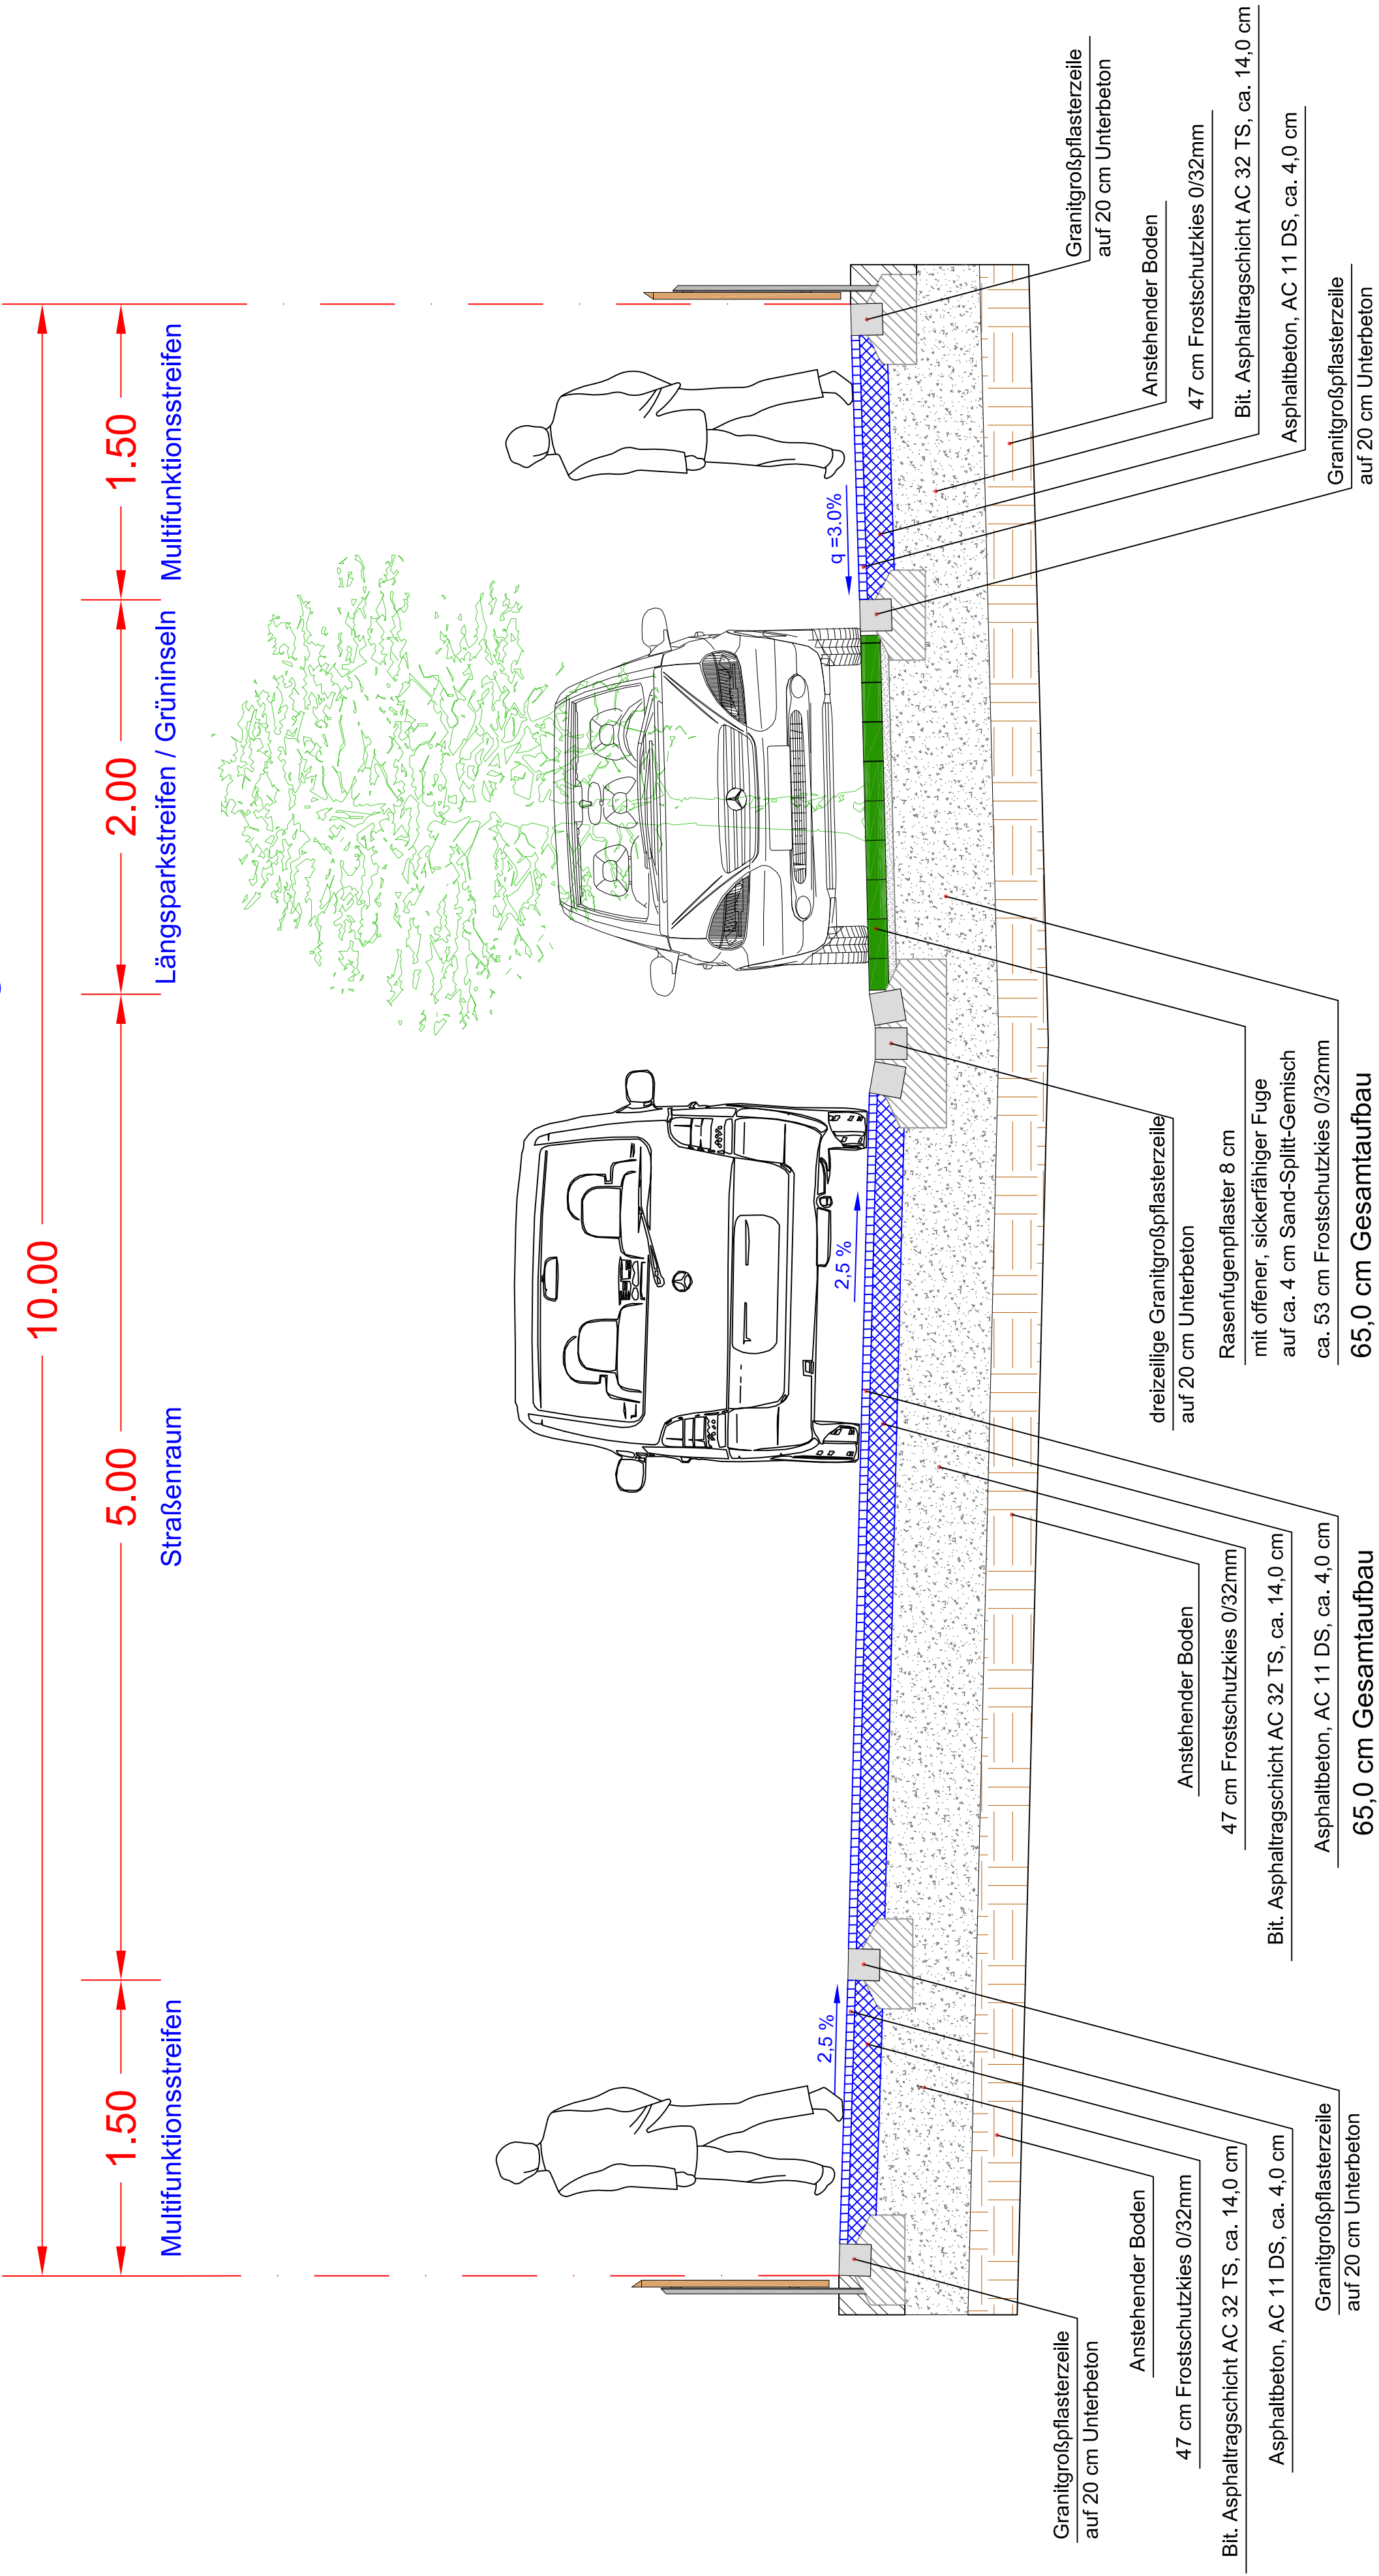 10.00
1.50
5.00
2.00
1.50
Multifunktionsstreifen
Straßenraum
Längsparkstreifen / Grüninseln
Multifunktionsstreifen
2,5 %
2,5 %
q =3.0%
Granitgroßpflasterzeile
auf 20 cm Unterbeton
Anstehender Boden
47 cm Frostschutzkies 0/32mm
Bit. Asphaltragschicht AC 32 TS, ca. 14,0 cm
Asphaltbeton, AC 11 DS, ca. 4,0 cm
Granitgroßpflasterzeile
auf 20 cm Unterbeton
Anstehender Boden
47 cm Frostschutzkies 0/32mm
Bit. Asphaltragschicht AC 32 TS, ca. 14,0 cm
Asphaltbeton, AC 11 DS, ca. 4,0 cm
65,0 cm Gesamtaufbau
dreizeilige Granitgroßpflasterzeile
auf 20 cm Unterbeton
Rasenfugenpflaster 8 cm
mit offener, sickerfähiger Fuge
auf ca. 4 cm Sand-Splitt-Gemisch
ca. 53 cm Frostschutzkies 0/32mm
65,0 cm Gesamtaufbau
Granitgroßpflasterzeile
auf 20 cm Unterbeton
Anstehender Boden
47 cm Frostschutzkies 0/32mm
Bit. Asphaltragschicht AC 32 TS, ca. 14,0 cm
Asphaltbeton, AC 11 DS, ca. 4,0 cm
Granitgroßpflasterzeile
auf 20 cm Unterbeton